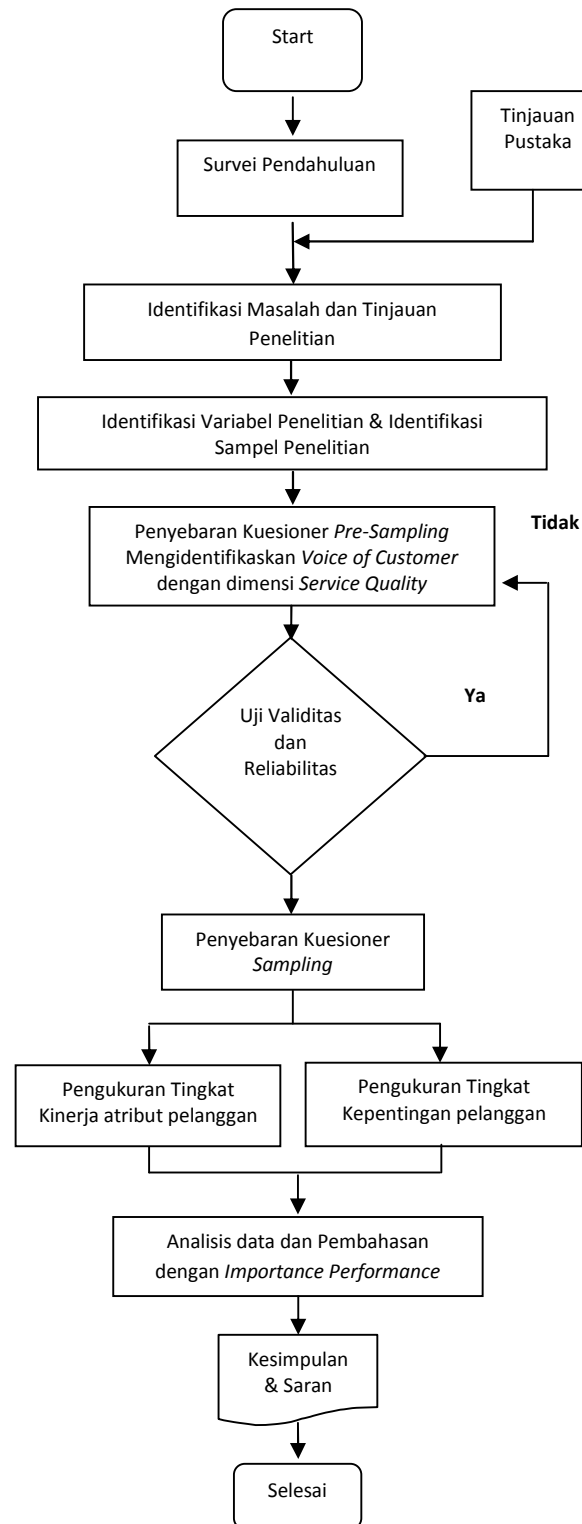 Start
Tinjauan
Pustaka
Survei Pendahuluan
Identifikasi Masalah dan Tinjauan
Penelitian
Identifikasi Variabel Penelitian & Identifikasi
Sampel Penelitian
Penyebaran Kuesioner Pre-Sampling
Mengidentifikaskan Voice of Customer
dengan dimensi Service Quality
Tidak
Uji Validitas
dan
Reliabilitas
Ya
Penyebaran Kuesioner
Sampling
Pengukuran Tingkat
Kinerja atribut pelanggan
Pengukuran Tingkat
Kepentingan pelanggan
Analisis data dan Pembahasan
dengan Importance Performance
Kesimpulan
& Saran
Selesai